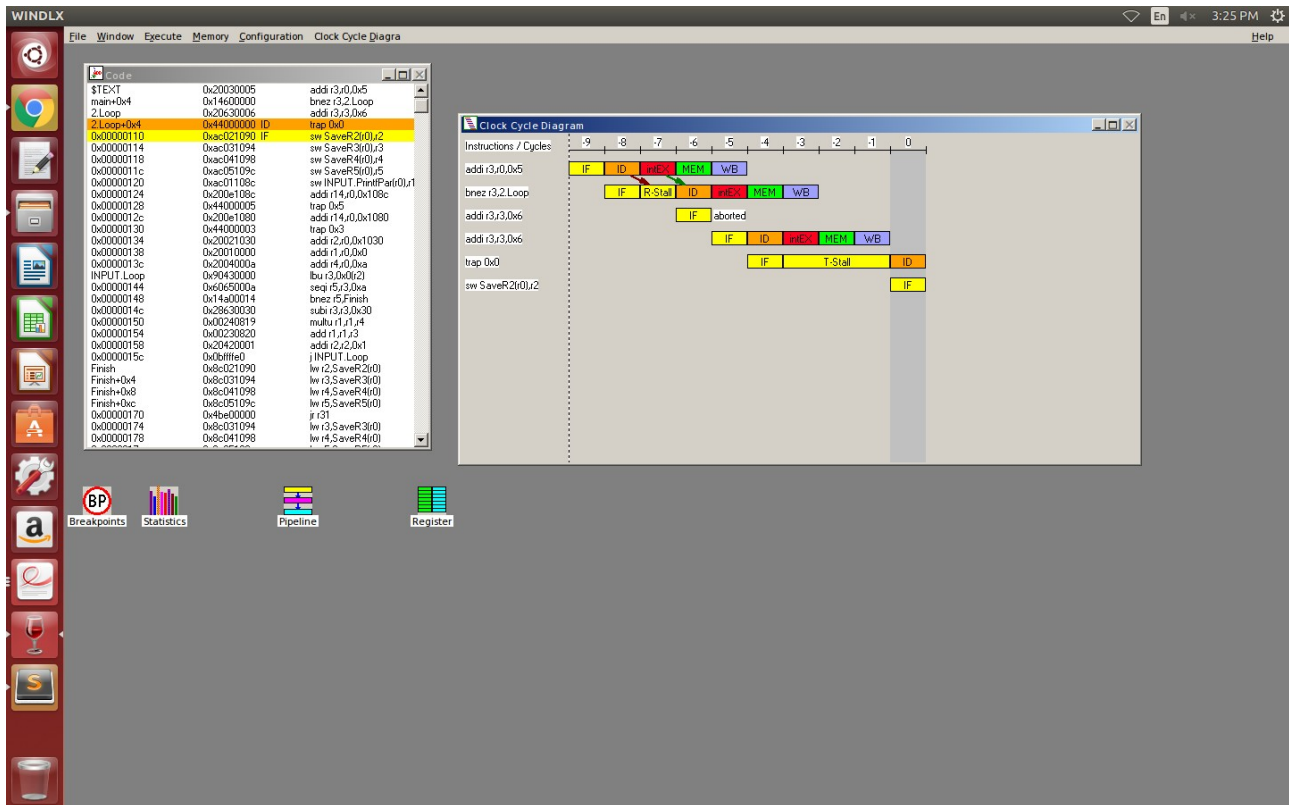 WINDLX
En
3:25 PM
File Window Execute Memory Configuration Clock Cycle Diagra Help
Code
$TEXT 0x20030005 addi r3,r0,0x5
main+0x4 0x14600000 bnez r3,2.Loop
2.Loop 0x20630006 addi r3,r3,0x6
2.Loop+0x4 0x44000000 ID trap 0x0
0x00000110 0xac021090 IF sw SaveR2(r0),r2
0x00000114 0xac031094 sw SaveR3(r0),r3
0x00000118 0xac041098 sw SaveR4(r0),r4
0x0000011c 0xac05109c sw SaveR5(r0),r5
0x00000120 0xac01108c sw INPUT.PrintfPar(r0),r1
0x00000124 0x200e108c addi r14,r0,0x108c
0x00000128 0x44000005 trap 0x5
0x0000012c 0x200e1080 addi r14,r0,0x1080
0x00000130 0x44000003 trap 0x3
0x00000134 0x20021030 addi r2,r0,0x1030
0x00000138 0x20010000 addi r1,r0,0x0
0x0000013c 0x2004000a addi r4,r0,0xa
INPUT.Loop 0x90430000 lbu r3,0x0(r2)
0x00000144 0x6065000a seqi r5,r3,0xa
0x00000148 0x14a00014 bnez r5,Finish
0x0000014c 0x28630030 subi r3,r3,0x30
0x00000150 0x00240819 multu r1,r1,r4
0x00000154 0x00230820 add r1,r1,r3
0x00000158 0x20420001 addi r2,r2,0x1
0x0000015c 0x0bffffe0 j INPUT.Loop
Finish 0x8c021090 lw r2,SaveR2(r0)
Finish+0x4 0x8c031094 lw r3,SaveR3(r0)
Finish+0x8 0x8c041098 lw r4,SaveR4(r0)
Finish+0xc 0x8c05109c lw r5,SaveR5(r0)
0x00000170 0x4be00000 jr r31
0x00000174 0x8c031094 lw r3,SaveR3(r0)
0x00000178 0x8c041098 lw r4,SaveR4(r0)
Clock Cycle Diagram
Instructions / Cycles -9 -8 -7 -6 -5 -4 -3 -2 -1 0
addi r3,r0,0x5 IF ID intEX MEM WB
bnez r3,2.Loop IF R-Stall ID intEX MEM WB
addi r3,r3,0x6 IF aborted
addi r3,r3,0x6 IF ID intEX MEM WB
trap 0x0 IF T-Stall ID
sw SaveR2(r0),r2 IF
BP
Breakpoints Statistics Pipeline Register
a
S